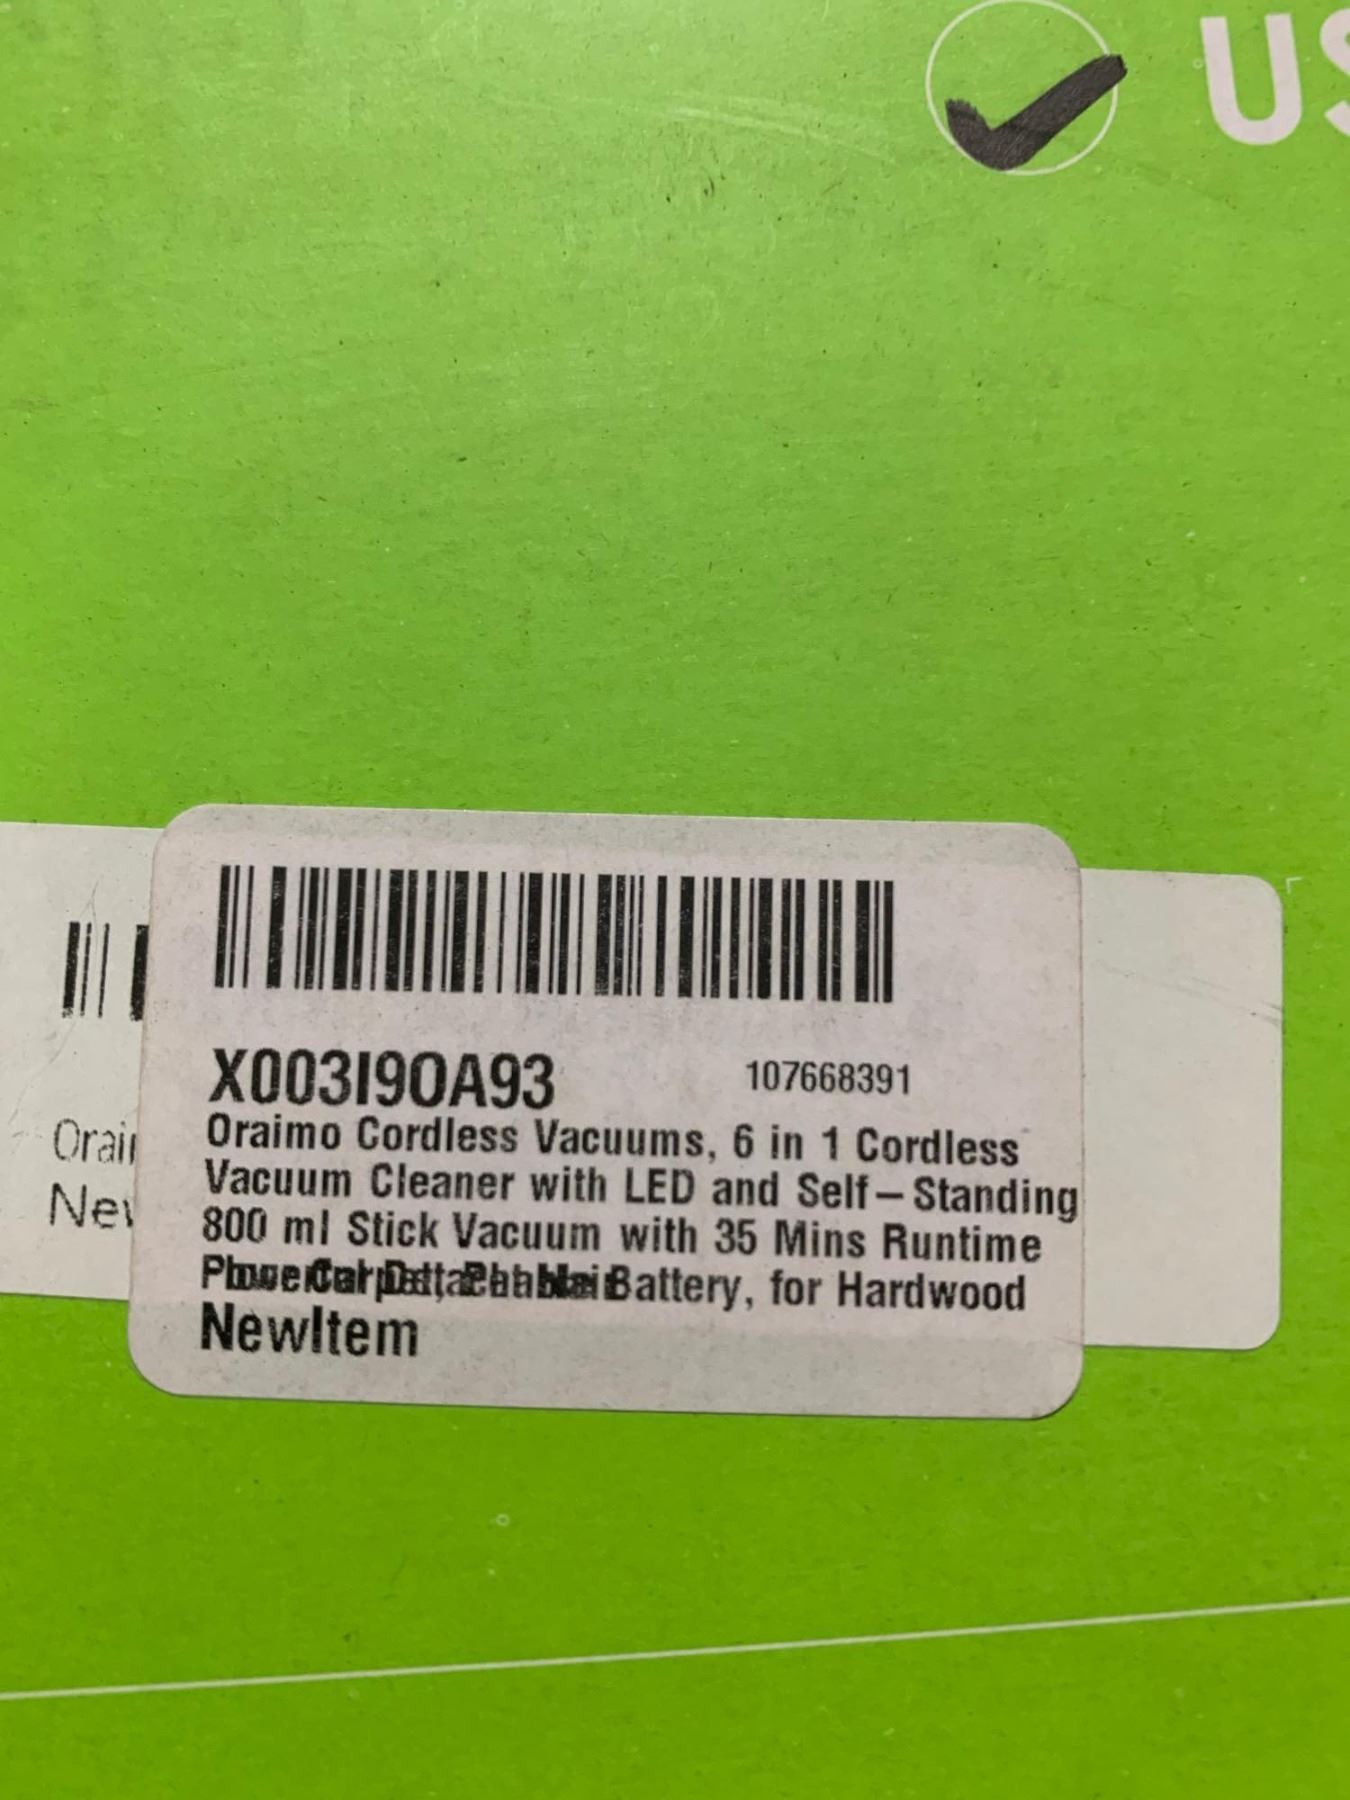 US
X003I9OA93
107668391
Oraimo Cordless Vacuums, 6 in 1 Cordless
Vacuum Cleaner with LED and Self-Standing
800 ml Stick Vacuum with 35 Mins Runtime
Battery, for Hardwood
NewItem
Orai
Ne